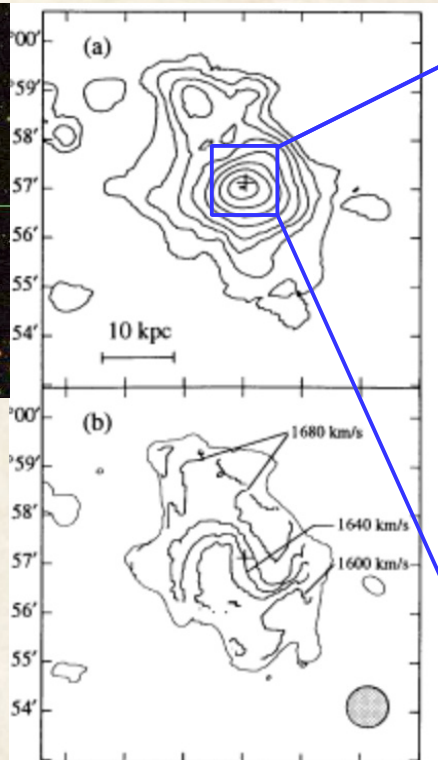 °00′
(a)
°59′
58′
57′
56′
55′
54′
10 kpc
°00′
(b)
1680 km/s
°59′
58′
1640 km/s
57′
1600 km/s
56′
55′
54′